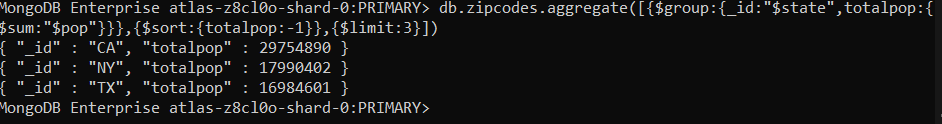 MongoDB Enterprise atlas-z8cl0o-shard-0:PRIMARY> db.zipcodes.aggregate([{$group:{_id:"$state",totalpop:{
$sum:"$pop"}}},{$sort:{totalpop:-1}},{$limit:3}])
{ "_id" : "CA", "totalpop" : 29754890 }
{ "_id" : "NY", "totalpop" : 17990402 }
{ "_id" : "TX", "totalpop" : 16984601 }
MongoDB Enterprise atlas-z8cl0o-shard-0:PRIMARY>